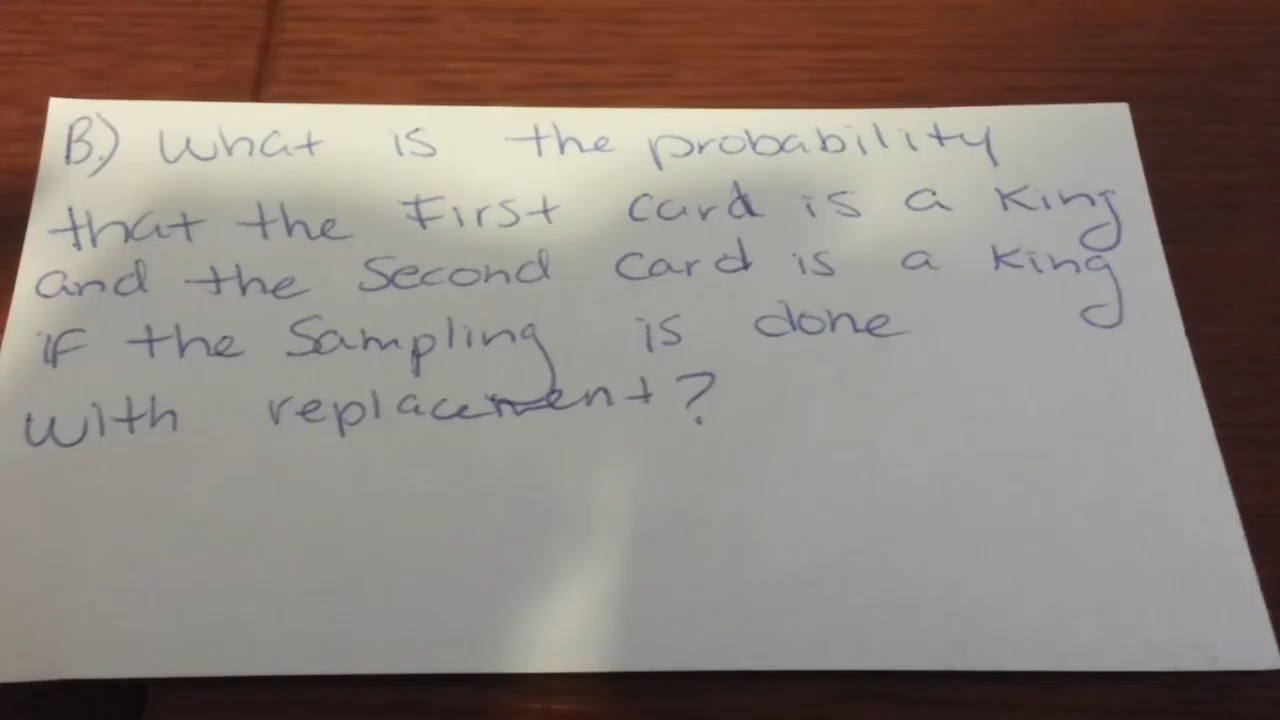 B.) What is the probability
that the First card is a King
and the Second card is a King
if the Sampling is done
with replacement?